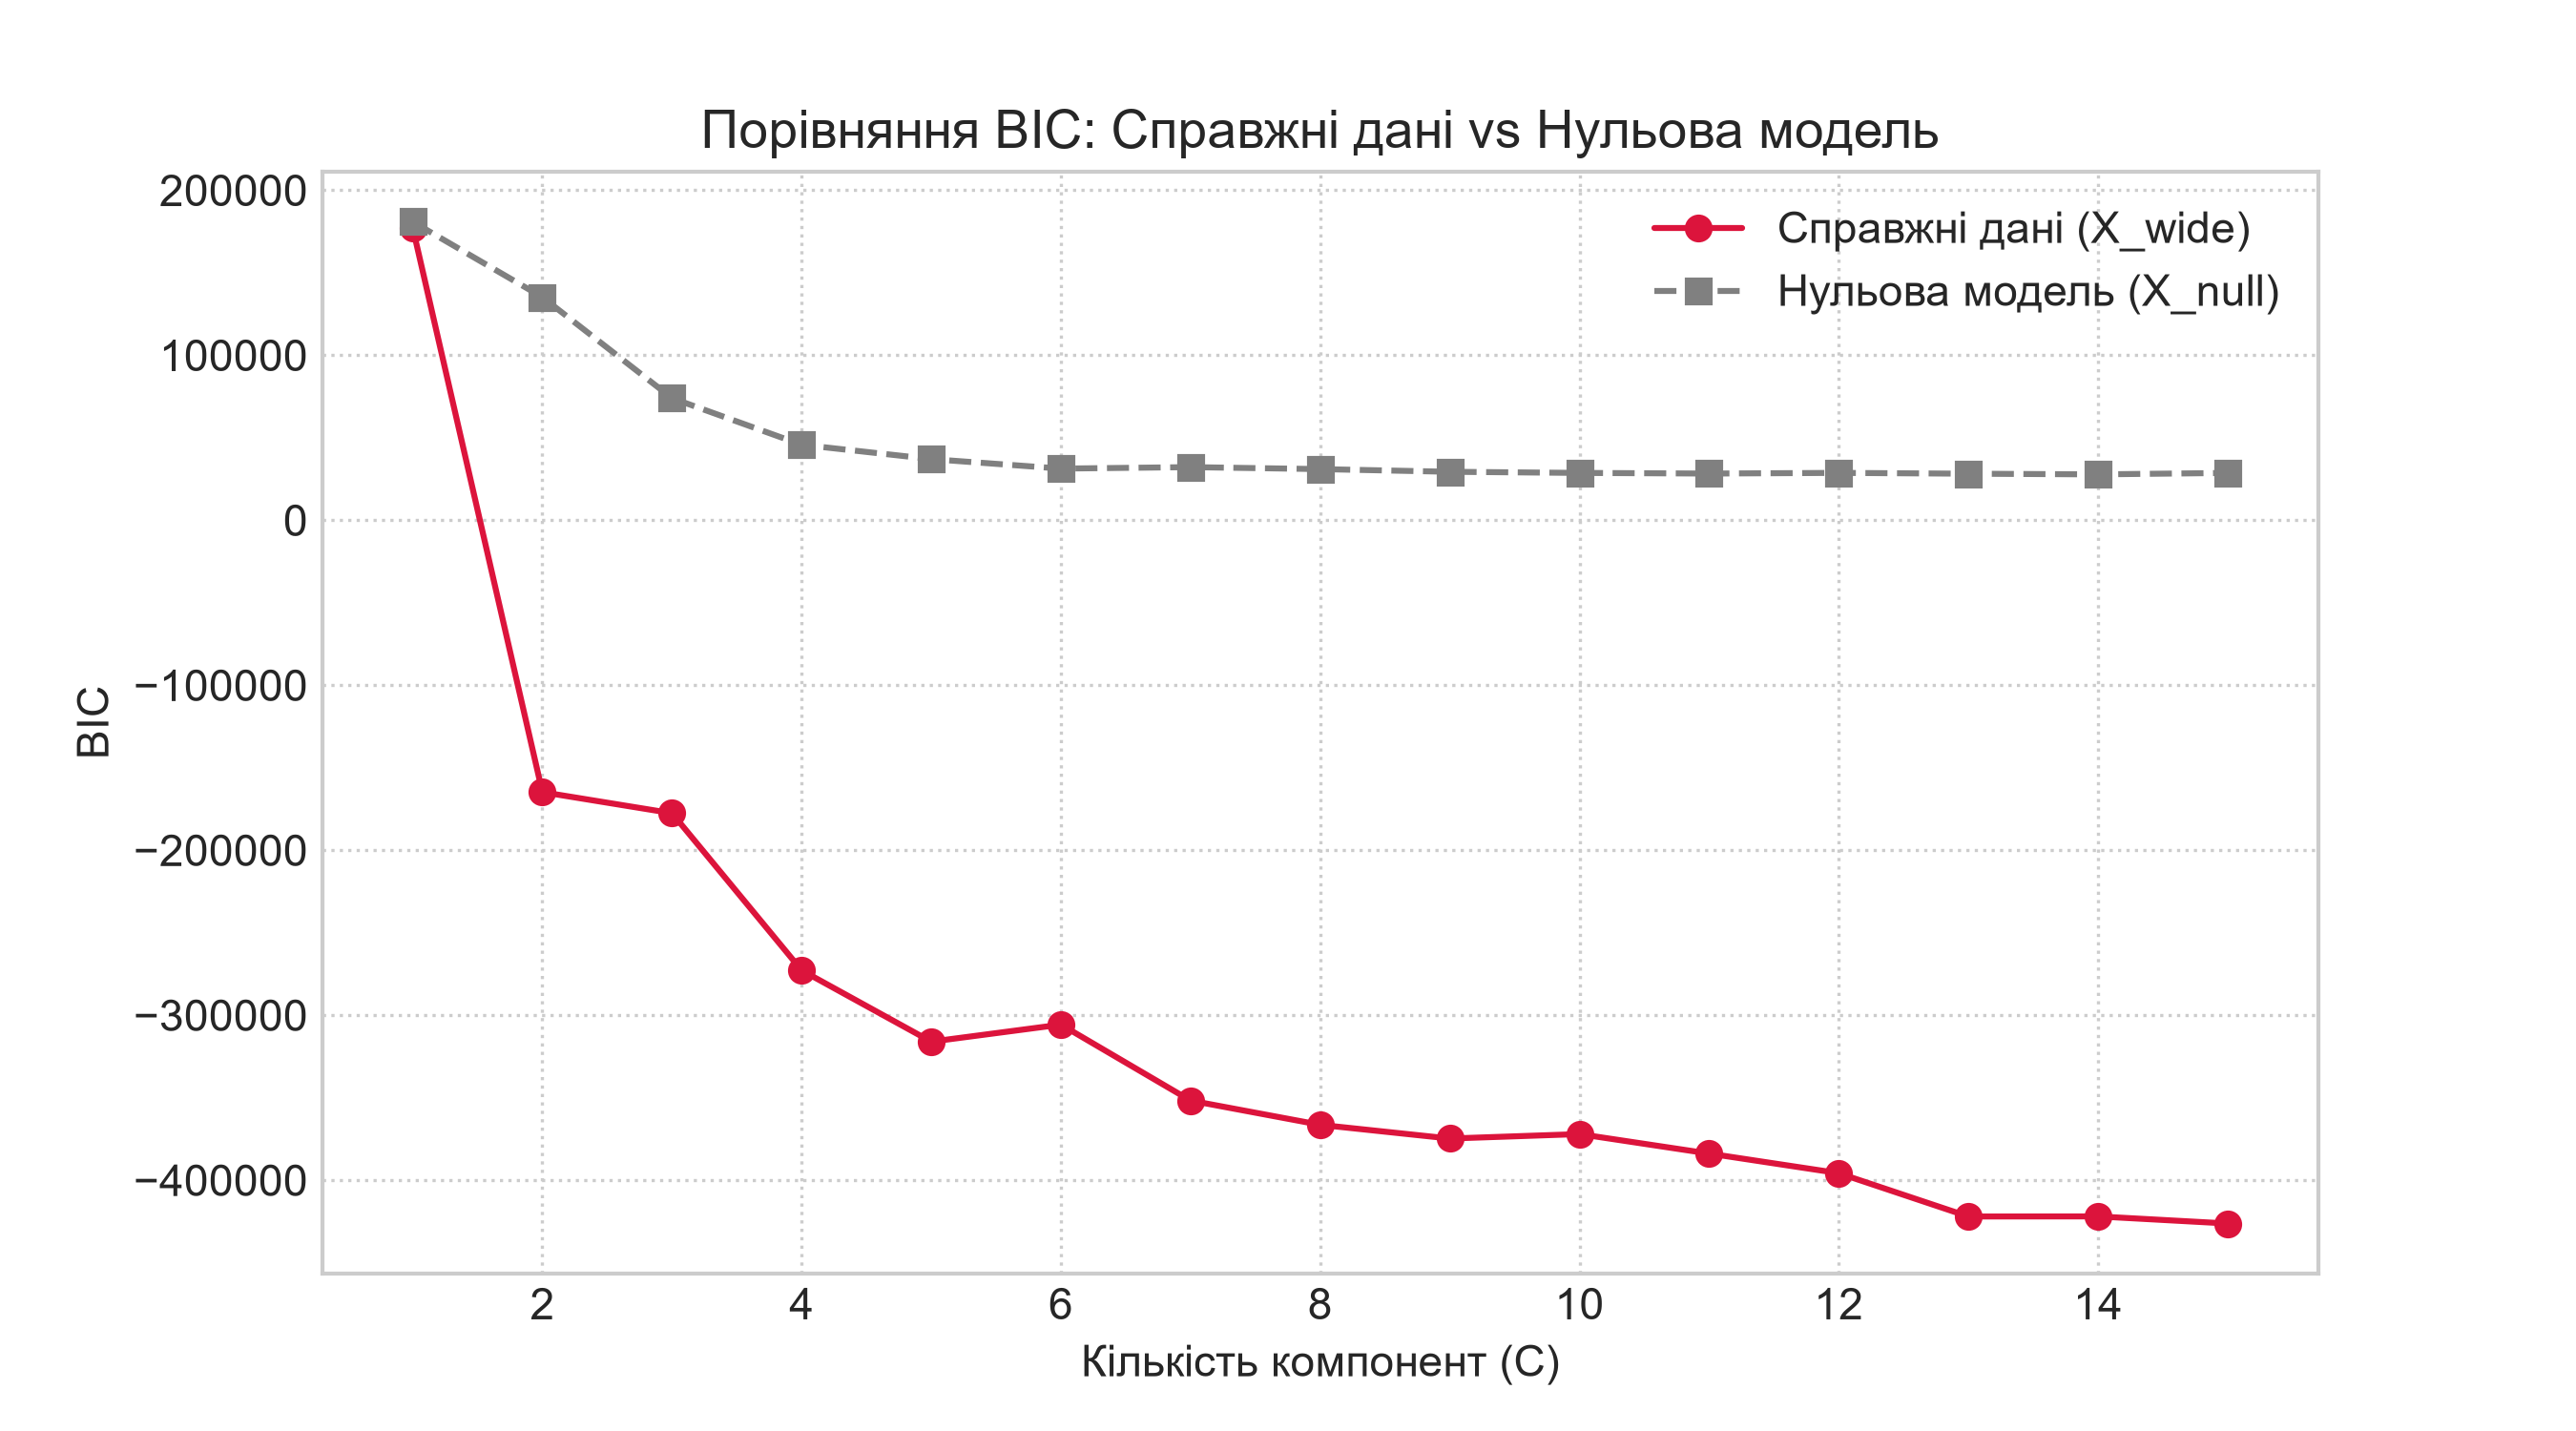 Порівняння BIC: Справжні дані vs Нульова модель
Справжні дані (X_wide)
Нульова модель (X_null)
BIC
200000
100000
0
−100000
−200000
−300000
−400000
2 4 6 8 10 12 14
Кількість компонент (C)